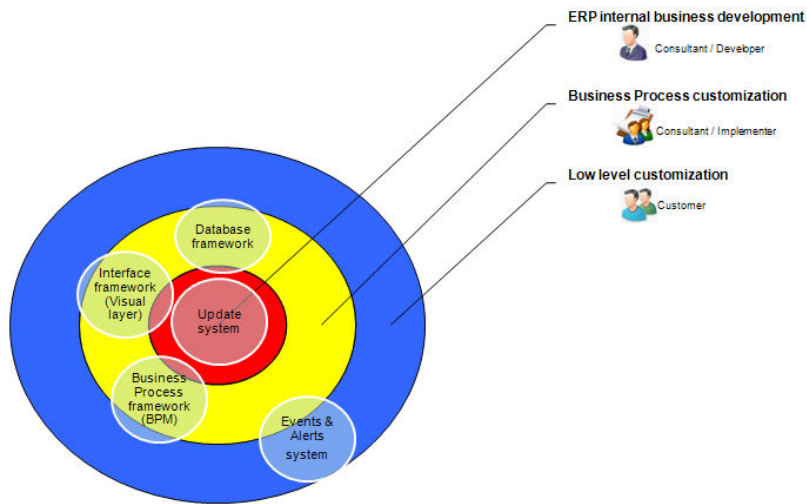 ERP internal business development
Consultant / Developer
Business Process customization
Consultant / Implementer
Low level customization
Customer
Database
framework
Interface
framework
(Visual
layer)
Update
system
Business
Process
framework
(BPM)
Events &
Alerts
system